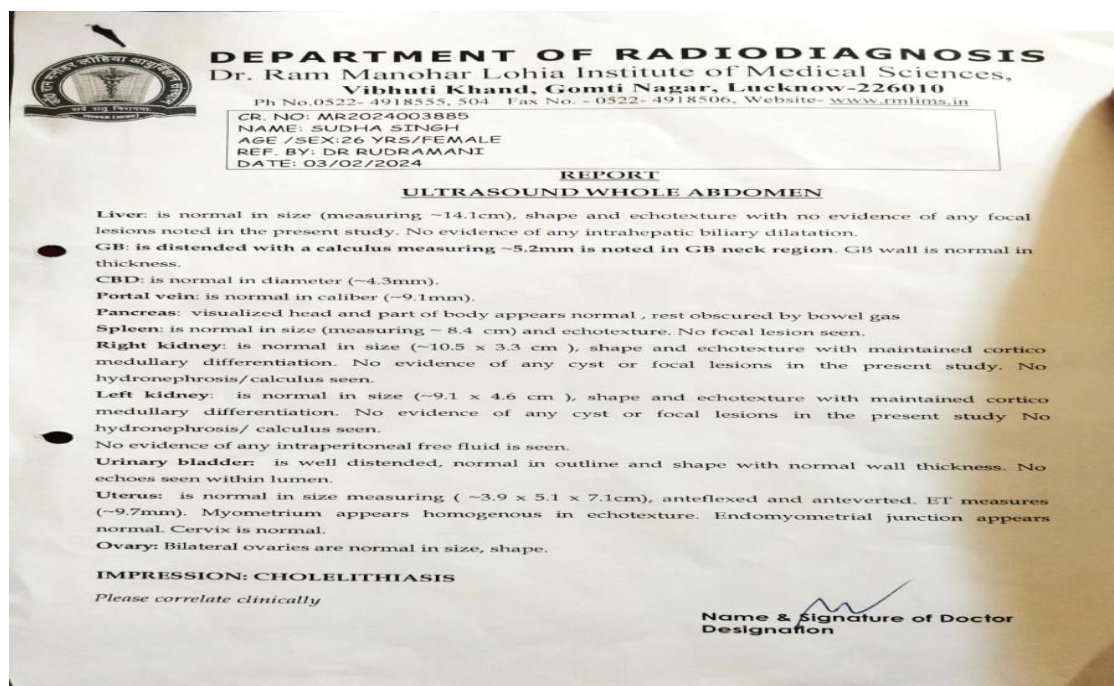 DEPARTMENT OF RADIODIAGNOSIS
Dr. Ram Manohar Lohia Institute of Medical Sciences,
Vibhuti Khand, Gomti Nagar, Lucknow-226010
Ph No.0522- 4918555, 504 Fax No. - 0522- 4918506, Website- www.rmlims.in
CR. NO: MR2024003885
NAME: SUDHA SINGH
AGE /SEX:26 YRS/FEMALE
REF. BY: DR RUDRAMANI
DATE: 03/02/2024
REPORT
ULTRASOUND WHOLE ABDOMEN
Liver: is normal in size (measuring ~14.1cm), shape and echotexture with no evidence of any focal
lesions noted in the present study. No evidence of any intrahepatic biliary dilatation.
GB: is distended with a calculus measuring ~5.2mm is noted in GB neck region. GB wall is normal in
thickness.
CBD: is normal in diameter (~4.3mm).
Portal vein: is normal in caliber (~9.1mm).
Pancreas: visualized head and part of body appears normal , rest obscured by bowel gas
Spleen: is normal in size (measuring ~ 8.4 cm) and echotexture. No focal lesion seen.
Right kidney: is normal in size (~10.5 x 3.3 cm ), shape and echotexture with maintained cortico
medullary differentiation. No evidence of any cyst or focal lesions in the present study. No
hydronephrosis/calculus seen.
Left kidney: is normal in size (~9.1 x 4.6 cm ), shape and echotexture with maintained cortico
medullary differentiation. No evidence of any cyst or focal lesions in the present study No
hydronephrosis/ calculus seen.
No evidence of any intraperitoneal free fluid is seen.
Urinary bladder: is well distended, normal in outline and shape with normal wall thickness. No
echoes seen within lumen.
Uterus: is normal in size measuring ( ~3.9 x 5.1 x 7.1cm), anteflexed and anteverted. ET measures
(~9.7mm). Myometrium appears homogenous in echotexture. Endomyometrial junction appears
normal. Cervix is normal.
Ovary: Bilateral ovaries are normal in size, shape.
IMPRESSION: CHOLELITHIASIS
Please correlate clinically
Name & Signature of Doctor
Designation